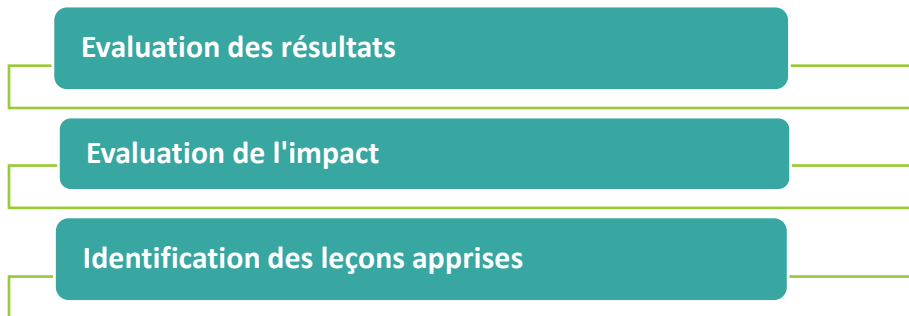 Evaluation des résultats
Evaluation de l'impact
Identification des leçons apprises